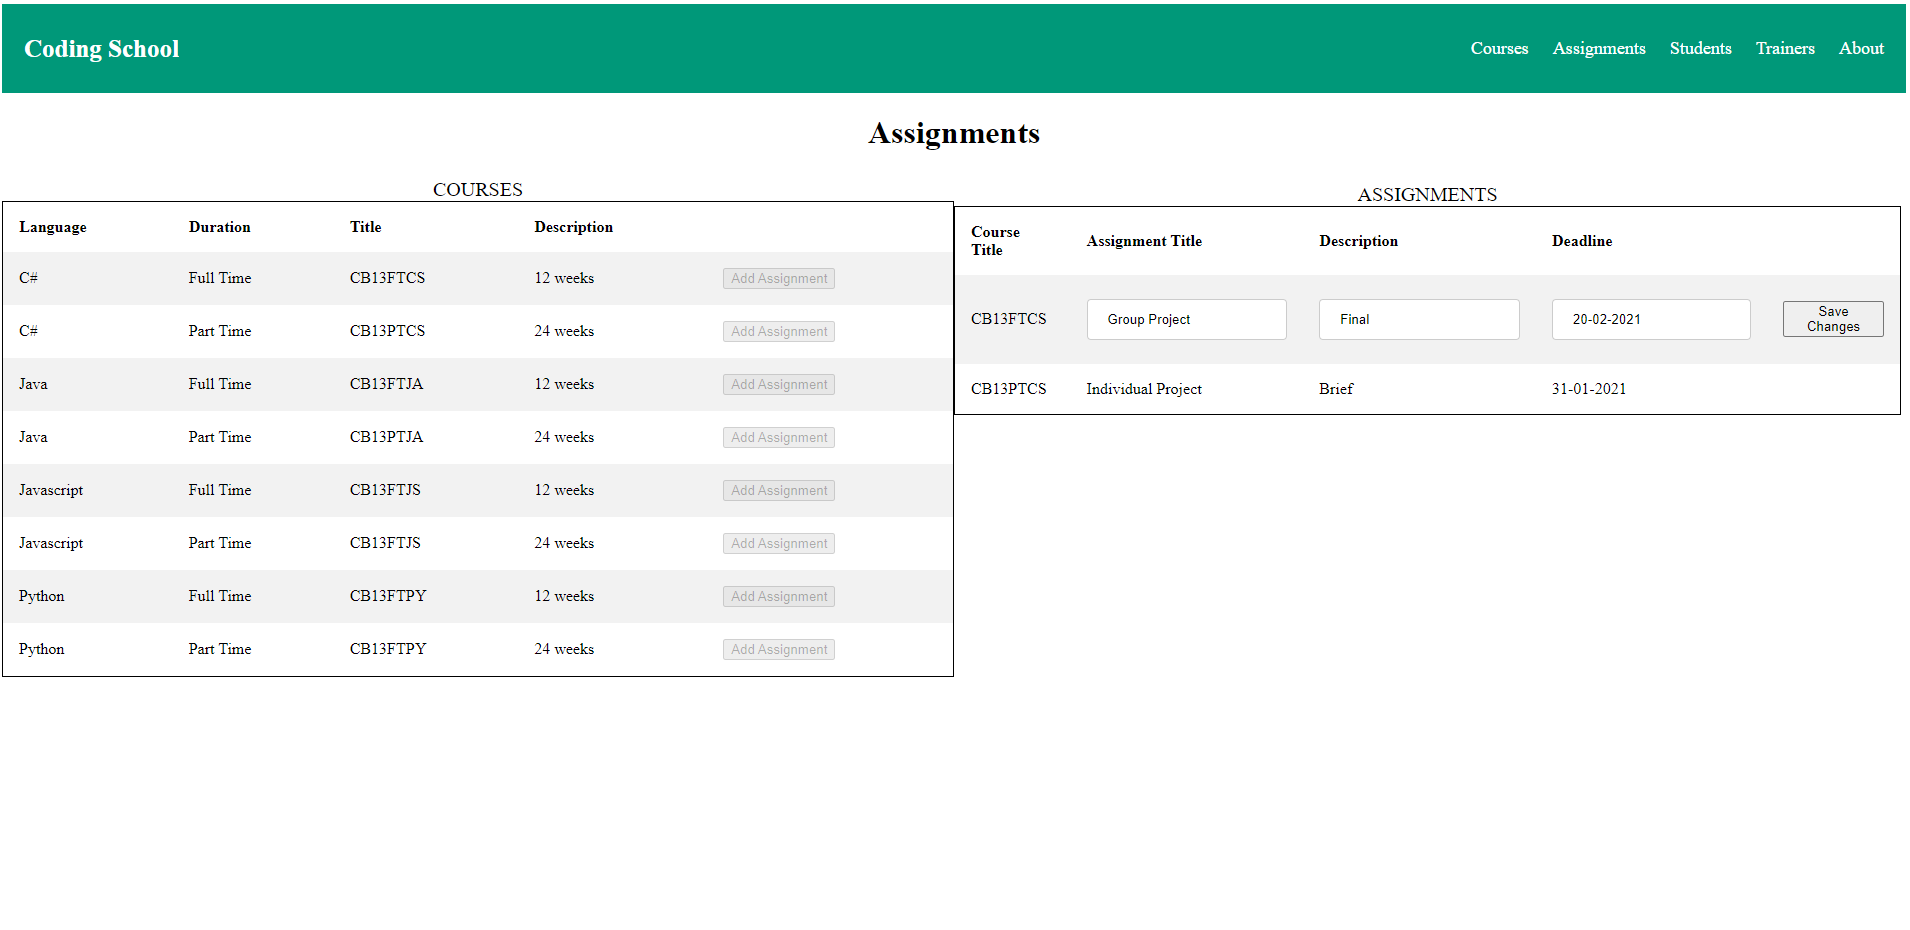 Coding School Courses Assignments Students Trainers About
Assignments
COURSES
Language Duration Title Description
C# Full Time CB13FTCS 12 weeks Add Assignment
C# Part Time CB13PTCS 24 weeks Add Assignment
Java Full Time CB13FTJA 12 weeks Add Assignment
Java Part Time CB13PTJA 24 weeks Add Assignment
Javascript Full Time CB13FTJS 12 weeks Add Assignment
Javascript Part Time CB13FTJS 24 weeks Add Assignment
Python Full Time CB13FTPY 12 weeks Add Assignment
Python Part Time CB13FTPY 24 weeks Add Assignment
ASSIGNMENTS
Course
Title
Assignment Title Description Deadline
CB13FTCS Group Project Final 20-02-2021
Save
Changes
CB13PTCS Individual Project Brief 31-01-2021